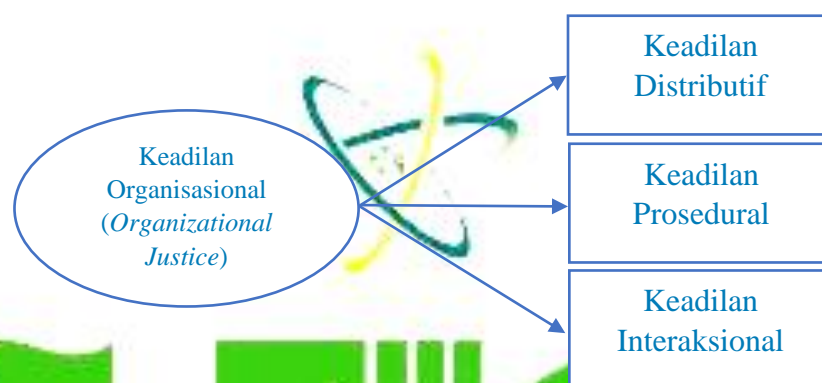 Keadilan
Organisasional
(Organizational
Justice)
Keadilan
Distributif
Keadilan
Prosedural
Keadilan
Interaksional